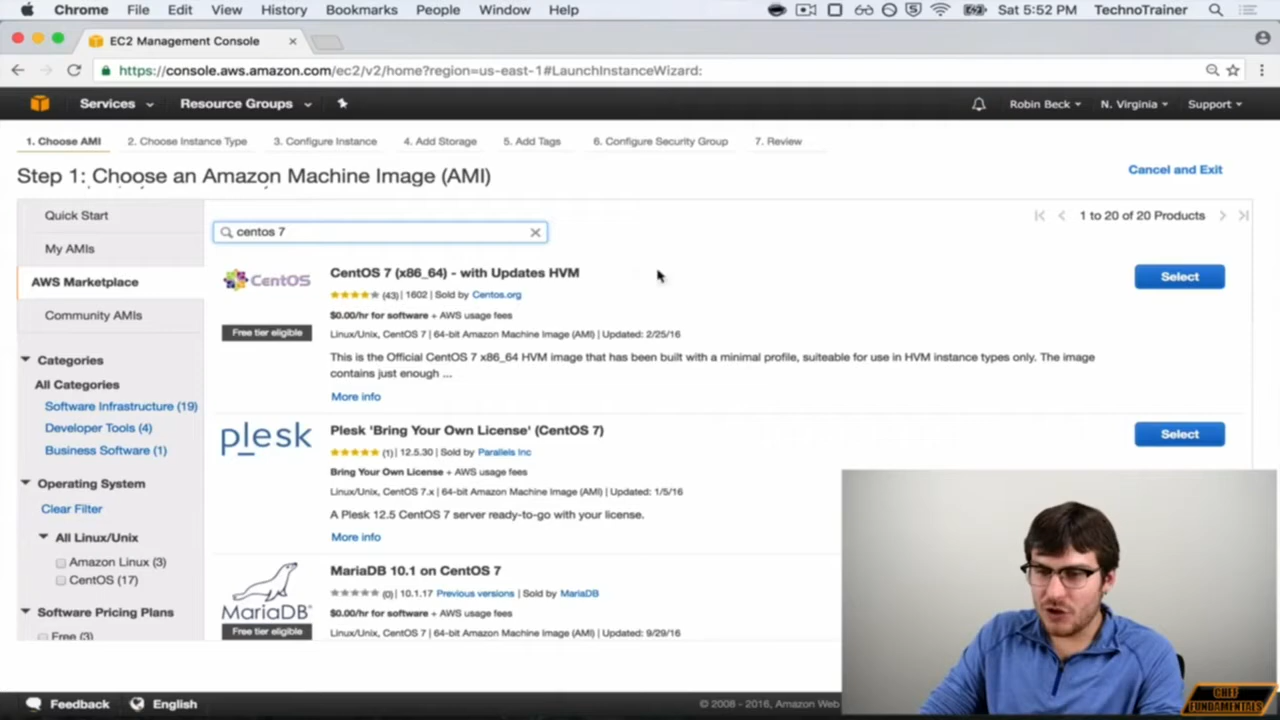 Chrome File Edit View History Bookmarks People Window Help Sat 5:52 PM TechnoTrainer
EC2 Management Console
https://console.aws.amazon.com/ec2/v2/home?region=us-east-1#LaunchInstanceWizard:
Services Resource Groups Robin Beck N. Virginia Support
1. Choose AMI 2. Choose Instance Type 3. Configure Instance 4. Add Storage 5. Add Tags 6. Configure Security Group 7. Review
Step 1: Choose an Amazon Machine Image (AMI)
Cancel and Exit
Quick Start
My AMIs
AWS Marketplace
Community AMIs
Categories
All Categories
Software Infrastructure (19)
Developer Tools (4)
Business Software (1)
Operating System
Clear Filter
All Linux/Unix
Amazon Linux (3)
CentOS (17)
Software Pricing Plans
Free (3)
centos 7
1 to 20 of 20 Products
CentOS
Free tier eligible
CentOS 7 (x86_64) - with Updates HVM
(43) | 1602 | Sold by Centos.org
$0.00/hr for software + AWS usage fees
Linux/Unix, CentOS 7 | 64-bit Amazon Machine Image (AMI) | Updated: 2/25/16
This is the Official CentOS 7 x86_64 HVM image that has been built with a minimal profile, suiteable for use in HVM instance types only. The image
contains just enough ...
More info
Select
plesk
Plesk 'Bring Your Own License' (CentOS 7)
(1) | 12.5.30 | Sold by Parallels Inc
Bring Your Own License + AWS usage fees
Linux/Unix, CentOS 7.x | 64-bit Amazon Machine Image (AMI) | Updated: 1/5/16
A Plesk 12.5 CentOS 7 server ready-to-go with your license.
More info
Select
MariaDB
Free tier eligible
MariaDB 10.1 on CentOS 7
(0) | 10.1.17 Previous versions | Sold by MariaDB
$0.00/hr for software + AWS usage fees
Linux/Unix, CentOS 7 | 64-bit Amazon Machine Image (AMI) | Updated: 9/29/16
Feedback English
© 2008 - 2016, Amazon Web
CHEF
FUNDAMENTALS